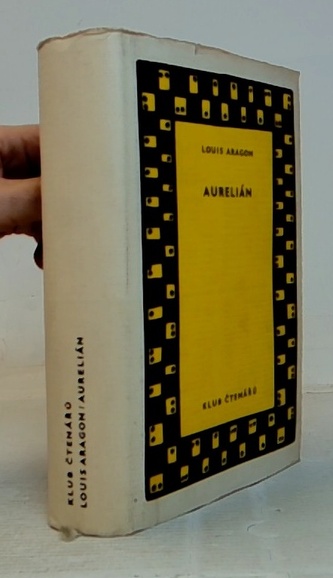 LOUIS ARAGON
AURELIÁN
KLUB ČTENÁŘŮ
KLUB ČTENÁŘŮ
LOUIS ARAGON/AURELIÁN